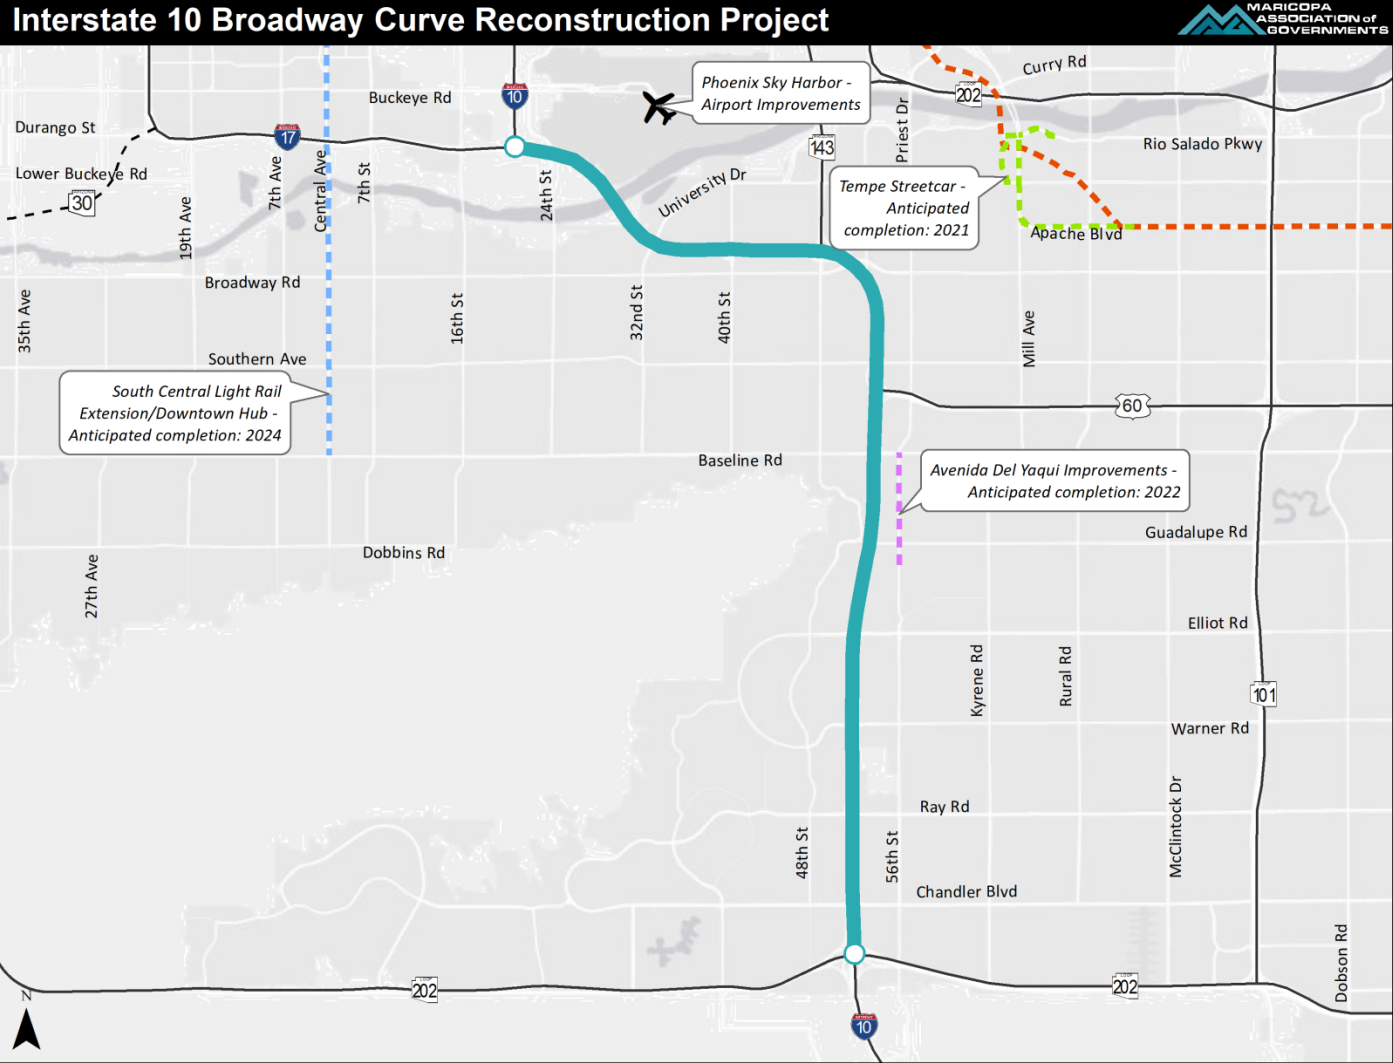 Interstate 10 Broadway Curve Reconstruction Project
MARICOPA
ASSOCIATION of
GOVERNMENTS
Curry Rd
Phoenix Sky Harbor -
Airport Improvements
Buckeye Rd
10
LOOP
202
Priest Dr
Durango St
17
143
Rio Salado Pkwy
Lower Buckeye Rd
30
7th Ave
Central Ave
7th St
24th St
University Dr
Tempe Streetcar -
Anticipated
completion: 2021
19th Ave
Apache Blvd
Broadway Rd
35th Ave
16th St
32nd St
40th St
Mill Ave
Southern Ave
South Central Light Rail
Extension/Downtown Hub -
Anticipated completion: 2024
60
Baseline Rd
Avenida Del Yaqui Improvements -
Anticipated completion: 2022
Guadalupe Rd
Dobbins Rd
27th Ave
Elliot Rd
Kyrene Rd
Rural Rd
LOOP
101
Warner Rd
Ray Rd
McClintock Dr
48th St
56th St
Chandler Blvd
Dobson Rd
LOOP
202
LOOP
202
N
10